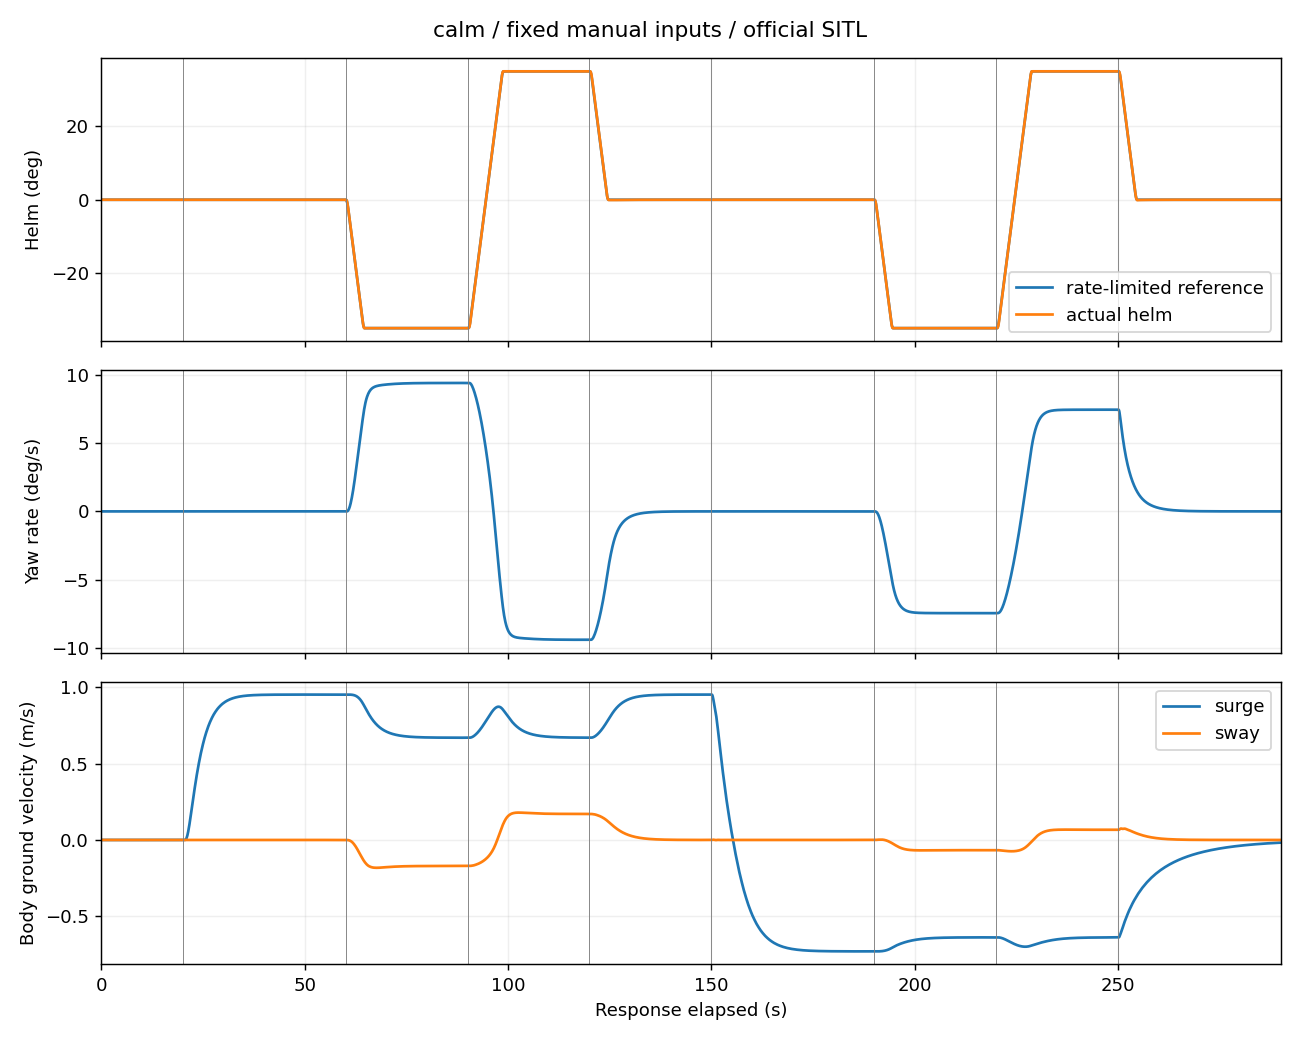 calm / fixed manual inputs / official SITL
Helm (deg)
20
0
−20
rate-limited reference
actual helm
Yaw rate (deg/s)
10
5
0
−5
−10
Body ground velocity (m/s)
1.0
0.5
0.0
−0.5
surge
sway
0 50 100 150 200 250
Response elapsed (s)